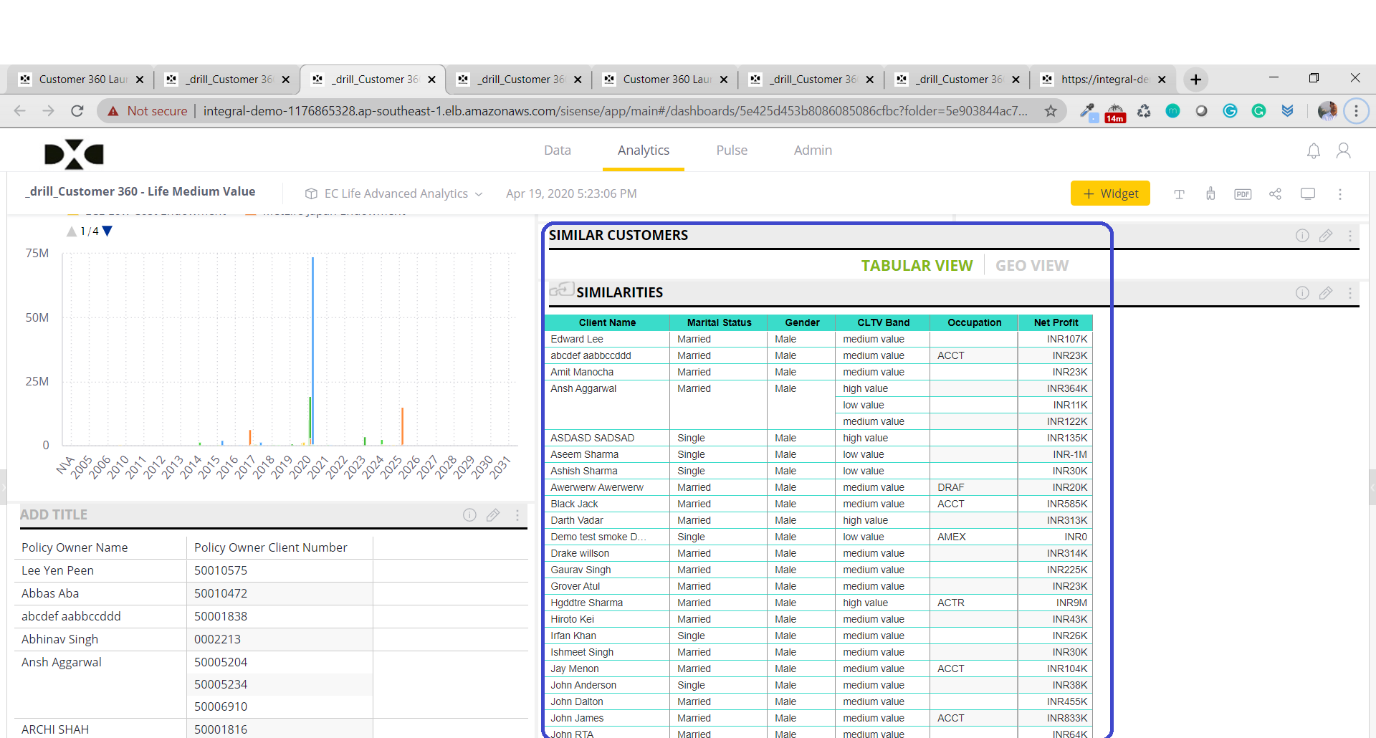 Customer 360 Lau
_drill_Customer 36
_drill_Customer 36
_drill_Customer 36
Customer 360 Lau
_drill_Customer 36
_drill_Customer 36
https://integral-de
Not secure | integral-demo-1176865328.ap-southeast-1.elb.amazonaws.com/sisense/app/main#/dashboards/5e425d453b8086085086cfbc?folder=5e903844ac7...
14m
DXC
Data Analytics Pulse Admin
_drill_Customer 360 - Life Medium Value
EC Life Advanced Analytics
Apr 19, 2020 5:23:06 PM
+ Widget
PDF
1/4
75M
50M
25M
0
N\A 2005 2006 2010 2011 2012 2013 2014 2015 2016 2017 2018 2019 2020 2021 2022 2023 2024 2025 2026 2027 2028 2029 2030 2031
ADD TITLE
Policy Owner Name Policy Owner Client Number
Lee Yen Peen 50010575
Abbas Aba 50010472
abcdef aabbccddd 50001838
Abhinav Singh 0002213
Ansh Aggarwal 50005204
50005234
50006910
ARCHI SHAH 50001816
SIMILAR CUSTOMERS
TABULAR VIEW GEO VIEW
SIMILARITIES
Client Name Marital Status Gender CLTV Band Occupation Net Profit
Edward Lee Married Male medium value INR107K
abcdef aabbccddd Married Male medium value ACCT INR23K
Amit Manocha Married Male medium value INR23K
Ansh Aggarwal Married Male high value INR364K
low value INR11K
medium value INR122K
ASDASD SADSAD Single Male high value INR135K
Aseem Sharma Single Male low value INR-1M
Ashish Sharma Single Male low value INR30K
Awerwerw Awerwerw Married Male medium value DRAF INR20K
Black Jack Married Male medium value ACCT INR585K
Darth Vadar Married Male high value INR313K
Demo test smoke D... Single Male low value AMEX INR0
Drake willson Married Male medium value INR314K
Gaurav Singh Married Male medium value INR225K
Grover Atul Married Male medium value INR23K
Hgddtre Sharma Married Male high value ACTR INR9M
Hiroto Kei Married Male medium value INR43K
Irfan Khan Single Male medium value INR26K
Ishmeet Singh Married Male medium value INR30K
Jay Menon Married Male medium value ACCT INR104K
John Anderson Single Male medium value INR38K
John Dalton Married Male medium value INR455K
John James Married Male medium value ACCT INR833K
John RTA Married Male medium value INR64K